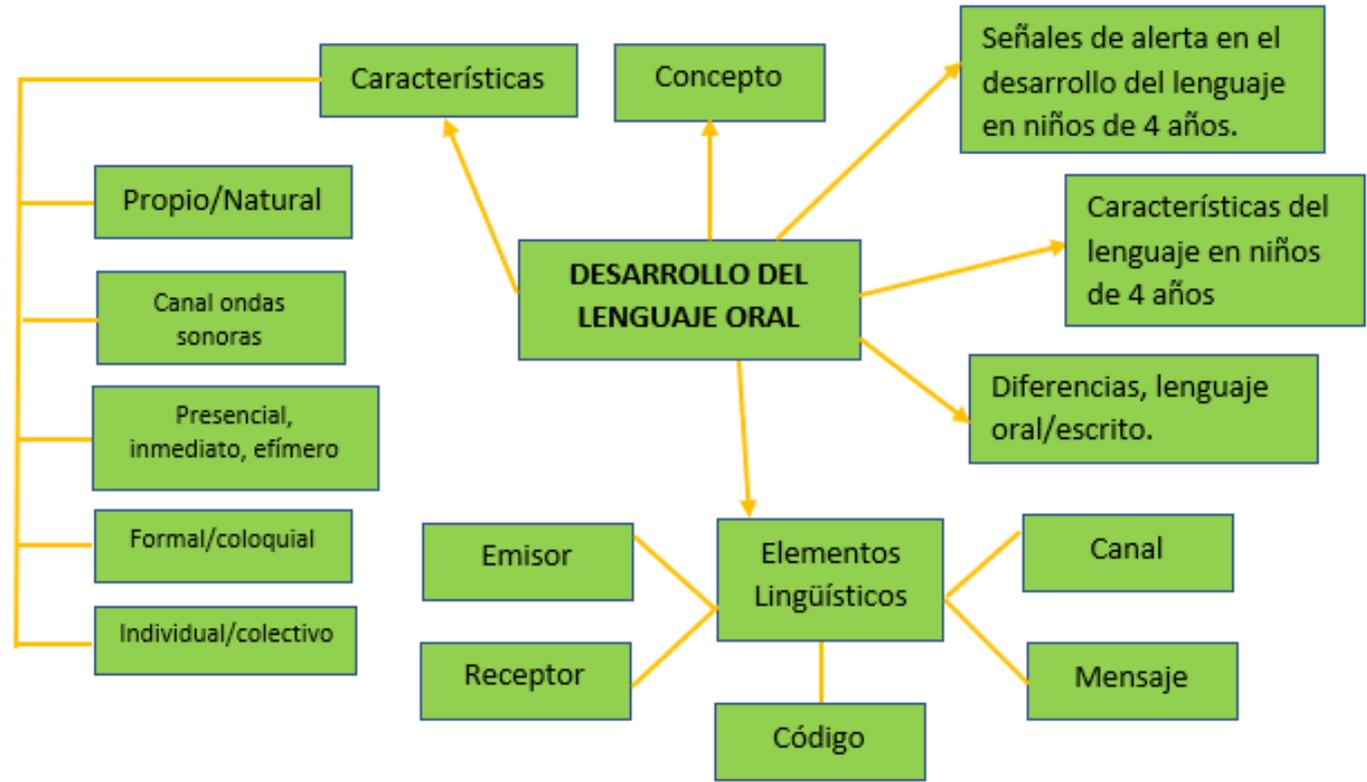 Señales de alerta en el
desarrollo del lenguaje
en niños de 4 años.
Característícas
Concepto
Propio/Natural
Característícas del
lenguaje en niños
de 4 años
DESARROLLO DEL
LENGUAJE ORAL
Canal ondas
sonoras
Diferencias, lenguaje
oral/escrito.
Presencial,
inmediato, efímero
Formal/coloquial
Individual/colectivo
Emisor
Elementos
Lingüísticos
Canal
Receptor
Mensaje
Código